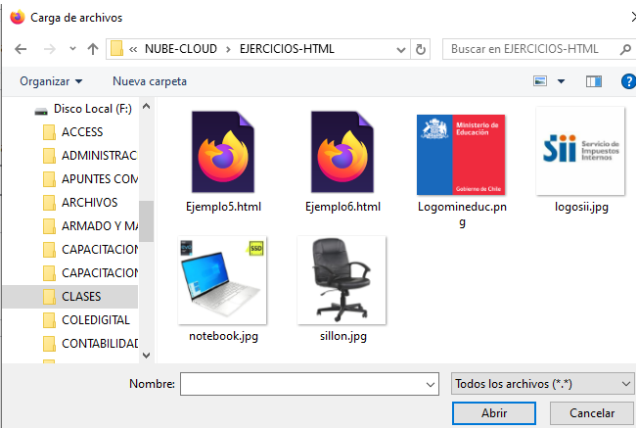 Carga de archivos
« NUBE-CLOUD > EJERCICIOS-HTML
Buscar en EJERCICIOS-HTML
Organizar
Nueva carpeta
?
Disco Local (F:)
ACCESS
ADMINISTRAC
APUNTES COM
ARCHIVOS
ARMADO Y MA
CAPACITACION
CAPACITACION
CLASES
COLEDIGITAL
CONTABILIDAD
Ministerio de
Educación
Gobierno de Chile
Sii
Servicio de
Impuestos
Internos
Ejemplo5.html
Ejemplo6.html
Logomineduc.pn
g
logosii.jpg
SSD
notebook.jpg
sillon.jpg
Nombre:
Todos los archivos (*.*)
Abrir
Cancelar